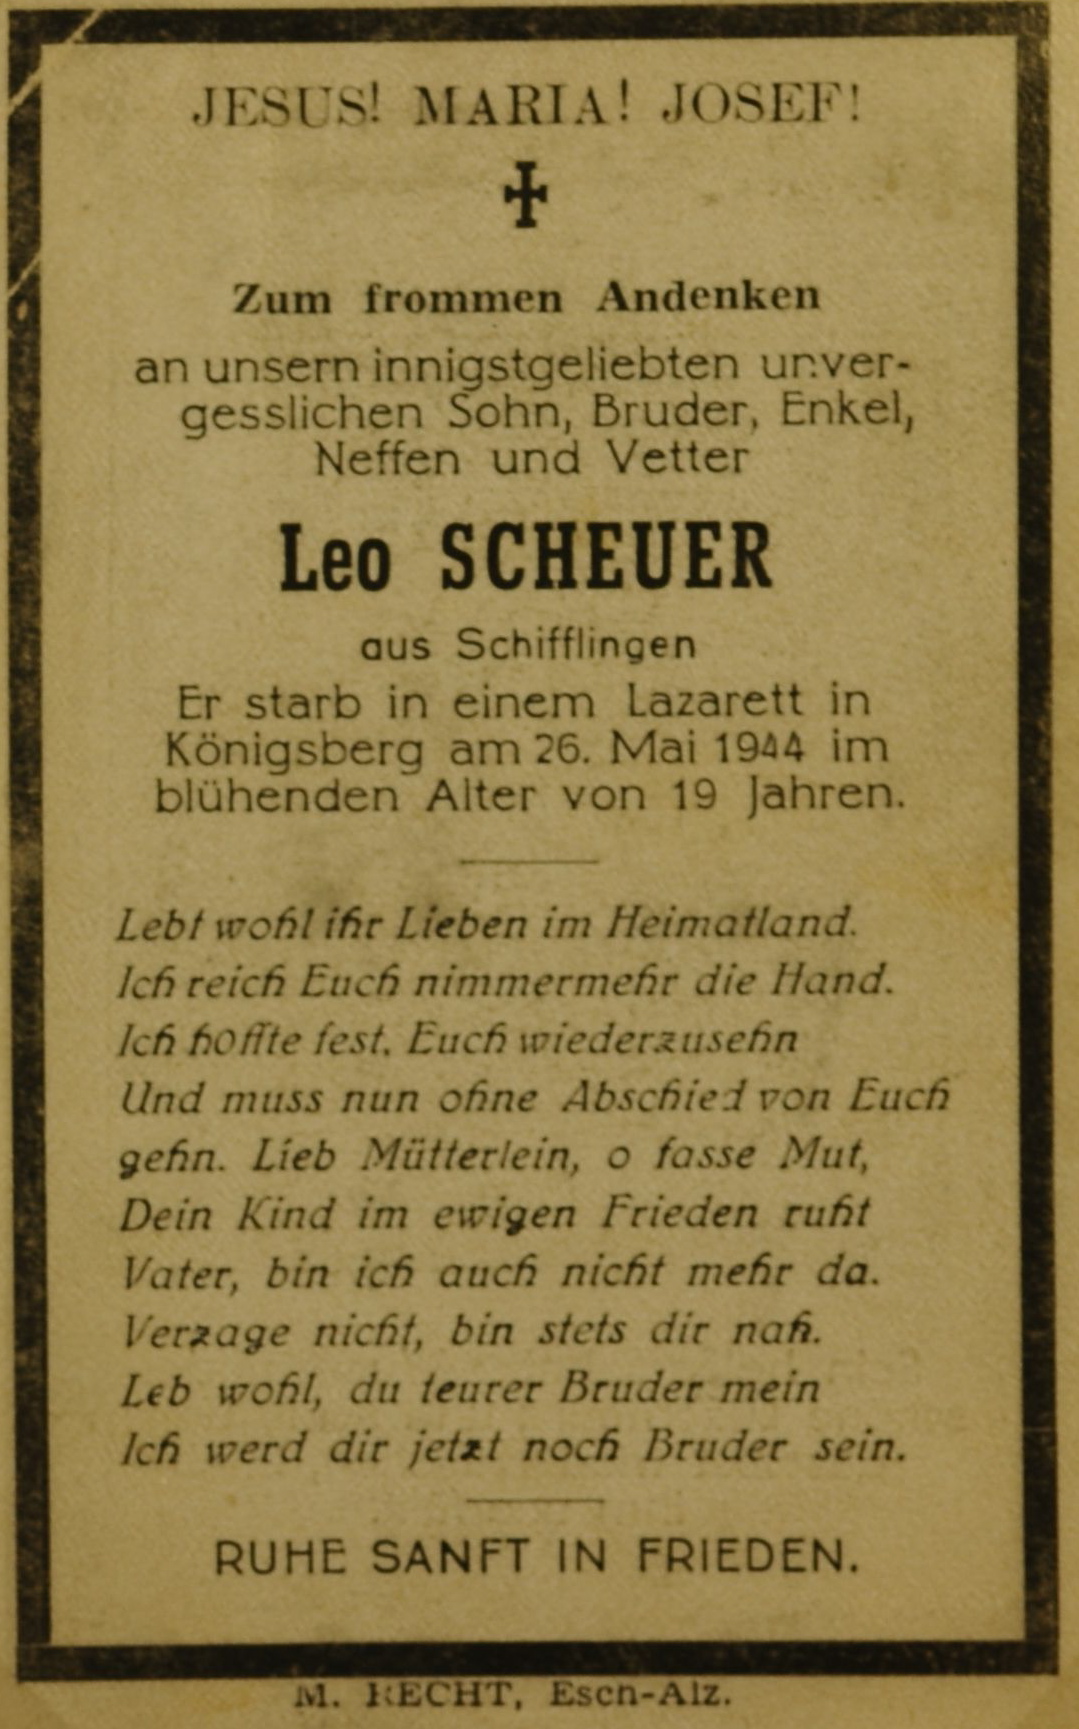 JESUS! MARIA! JOSEF!
Zum frommen Andenken
an unsern innigstgeliebten unver-
gesslichen Sohn, Bruder, Enkel,
Neffen und Vetter
Leo SCHEUER
aus Schifflingen
Er starb in einem Lazarett in
Königsberg am 26. Mai 1944 im
blühenden Alter von 19 Jahren.
Lebt wohl ihr Lieben im Heimatland.
Ich reich Euch nimmermehr die Hand.
Ich hoffte fest, Euch wiederzusehn
Und muss nun ohne Abschied von Euch
gehn. Lieb Mütterlein, o fasse Mut,
Dein Kind im ewigen Frieden ruht
Vater, bin ich auch nicht mehr da.
Verzage nicht, bin stets dir nah.
Leb wohl, du teurer Bruder mein
Ich werd dir jetzt noch Bruder sein.
RUHE SANFT IN FRIEDEN.
M. RECHT, Esch-Alz.